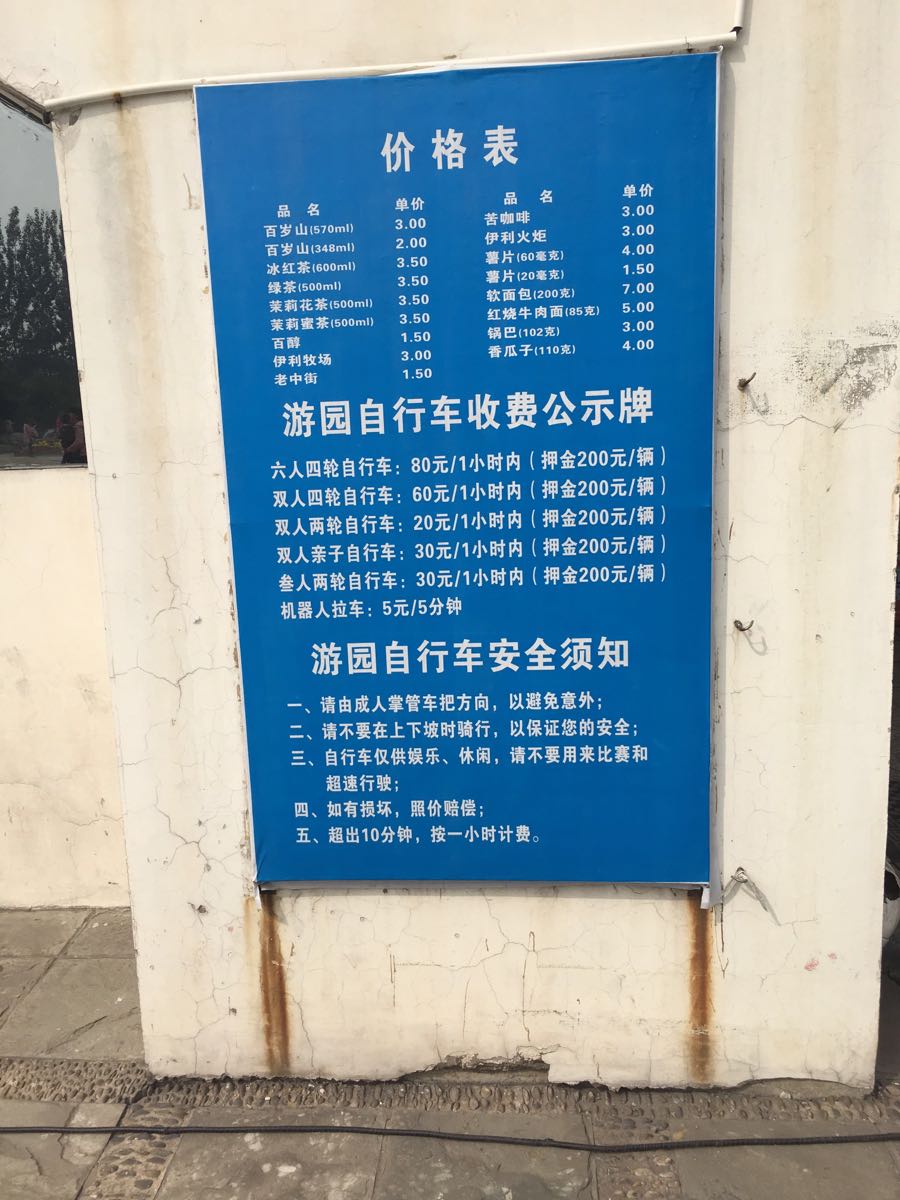 价格表
品 名 单价
百岁山(570ml) 3.00
百岁山(348ml) 2.00
冰红茶(600ml) 3.50
绿茶(500ml) 3.50
茉莉花茶(500ml) 3.50
茉莉蜜茶(500ml) 3.50
百醇 1.50
伊利牧场 3.00
老中街 1.50
品 名 单价
苦咖啡 3.00
伊利火炬 3.00
薯片(60毫克) 4.00
薯片(20毫克) 1.50
软面包(200克) 7.00
红烧牛肉面(85克) 5.00
锅巴(102克) 3.00
香瓜子(110克) 4.00
游园自行车收费公示牌
六人四轮自行车：80元/1小时内（押金200元/辆）
双人四轮自行车：60元/1小时内（押金200元/辆）
双人两轮自行车：20元/1小时内（押金200元/辆）
双人亲子自行车：30元/1小时内（押金200元/辆）
叁人两轮自行车：30元/1小时内（押金200元/辆）
机器人拉车：5元/5分钟
游园自行车安全须知
一、请由成人掌管车把方向，以避免意外；
二、请不要在上下坡时骑行，以保证您的安全；
三、自行车仅供娱乐、休闲，请不要用来比赛和
超速行驶；
四、如有损坏，照价赔偿；
五、超出10分钟，按一小时计费。